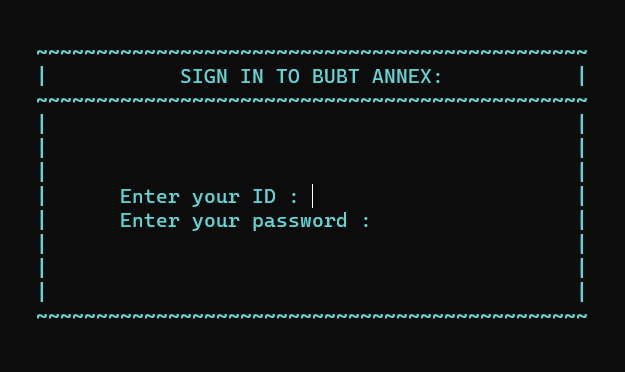 SIGN IN TO BUBT ANNEX:
Enter your ID :
Enter your password :